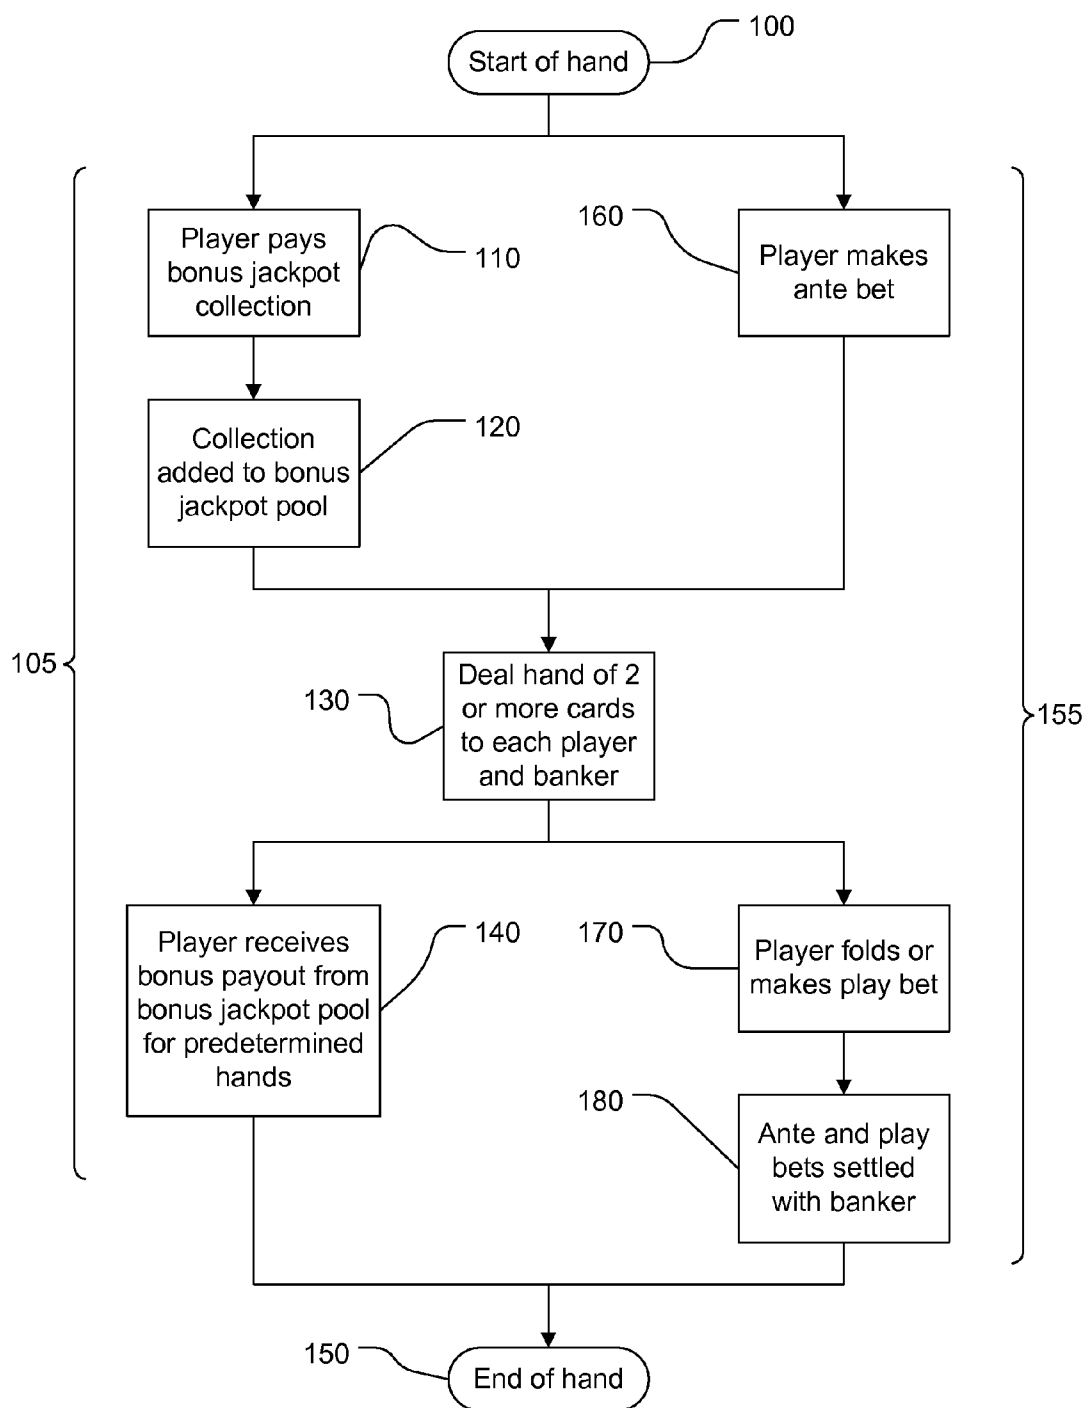 100
Start of hand
Player pays
bonus jackpot
collection
110
160
Player makes
ante bet
Collection
added to bonus
jackpot pool
120
105
155
130
Deal hand of 2
or more cards
to each player
and banker
Player receives
bonus payout from
bonus jackpot pool
for predetermined
hands
140
170
Player folds or
makes play bet
180
Ante and play
bets settled
with banker
150
End of hand